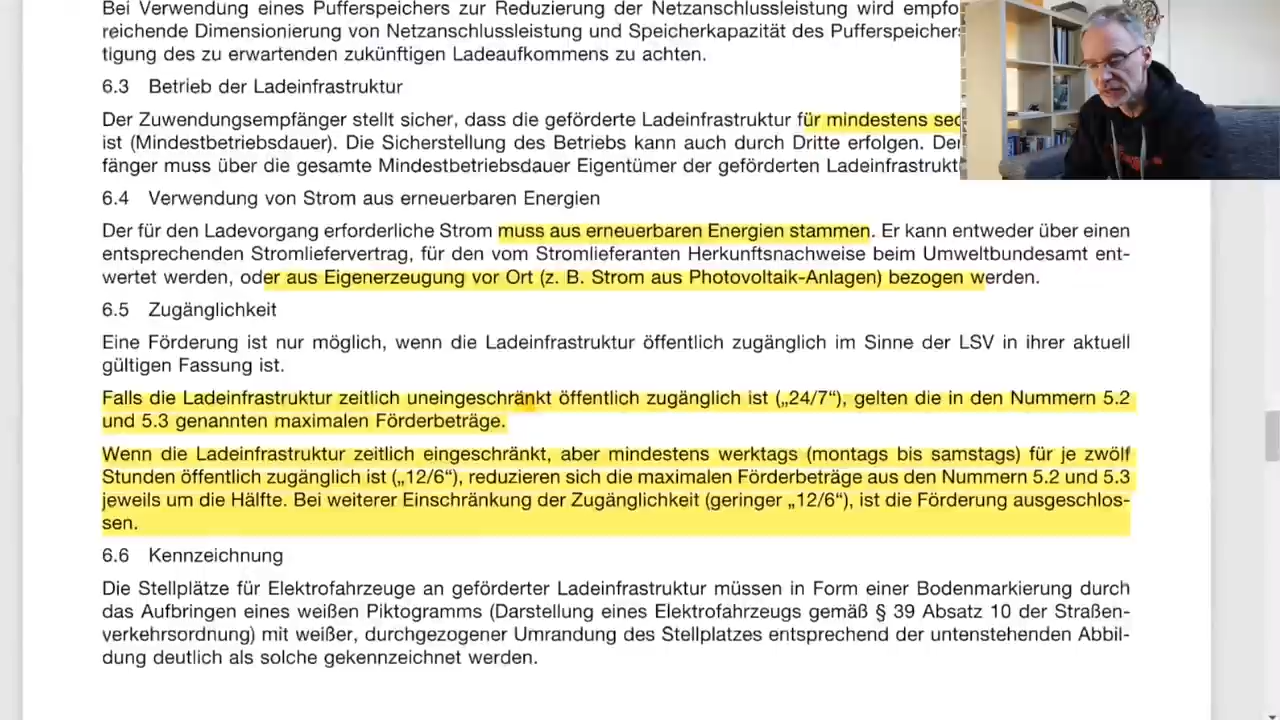 Bei Verwendung eines Pufferspeichers zur Reduzierung der Netzanschlussleistung wird
reichende Dimensionierung von Netzanschlussleistung und Speicherkapazität des
tigung des zu erwartenden zukünftigen Ladeaufkommens zu achten.
6.3 Betrieb der Ladeinfrastruktur
Der Zuwendungsempfänger stellt sicher, dass die geförderte Ladeinfrastruktur für mindestens
ist (Mindestbetriebsdauer). Die Sicherstellung des Betriebs kann auch durch Dritte erfolgen.
fänger muss über die gesamte Mindestbetriebsdauer Eigentümer der geförderten
6.4 Verwendung von Strom aus erneuerbaren Energien
Der für den Ladevorgang erforderliche Strom muss aus erneuerbaren Energien stammen. Er kann entweder über einen
entsprechenden Stromliefervertrag, für den vom Stromlieferanten Herkunftsnachweise beim Umweltbundesamt ent-
wertet werden, oder aus Eigenerzeugung vor Ort (z. B. Strom aus Photovoltaik-Anlagen) bezogen werden.
6.5 Zugänglichkeit
Eine Förderung ist nur möglich, wenn die Ladeinfrastruktur öffentlich zugänglich im Sinne der LSV in ihrer aktuell
gültigen Fassung ist.
Falls die Ladeinfrastruktur zeitlich uneingeschränkt öffentlich zugänglich ist („24/7“), gelten die in den Nummern 5.2
und 5.3 genannten maximalen Förderbeträge.
Wenn die Ladeinfrastruktur zeitlich eingeschränkt, aber mindestens werktags (montags bis samstags) für je zwölf
Stunden öffentlich zugänglich ist („12/6“), reduzieren sich die maximalen Förderbeträge aus den Nummern 5.2 und 5.3
jeweils um die Hälfte. Bei weiterer Einschränkung der Zugänglichkeit (geringer „12/6“), ist die Förderung ausgeschlos-
sen.
6.6 Kennzeichnung
Die Stellplätze für Elektrofahrzeuge an geförderter Ladeinfrastruktur müssen in Form einer Bodenmarkierung durch
das Aufbringen eines weißen Piktogramms (Darstellung eines Elektrofahrzeugs gemäß § 39 Absatz 10 der Straßen-
verkehrsordnung) mit weißer, durchgezogener Umrandung des Stellplatzes entsprechend der untenstehenden Abbil-
dung deutlich als solche gekennzeichnet werden.